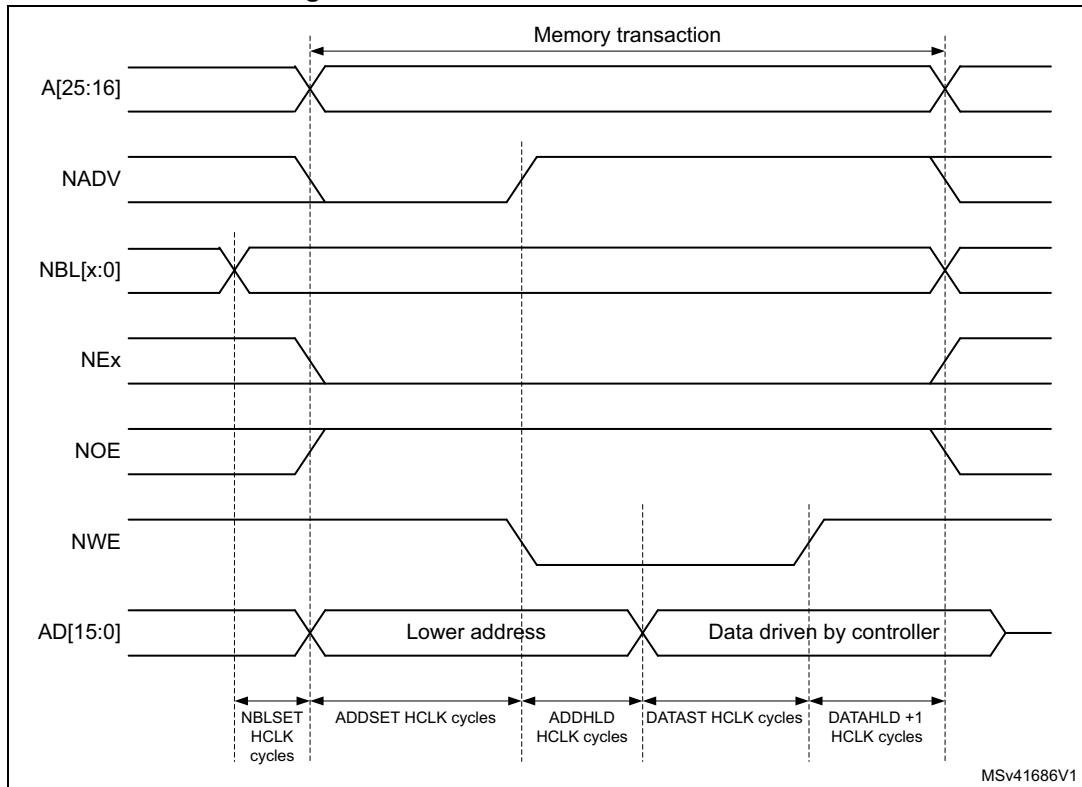 Memory transaction
A[25:16]
NADV
NBL[x:0]
NEx
NOE
NWE
AD[15:0]
Lower address
Data driven by controller
NBLSET
HCLK
cycles
ADDSET HCLK cycles
ADDHLD
HCLK cycles
DATAST HCLK cycles
DATAHLD +1
HCLK cycles
MSv41686V1